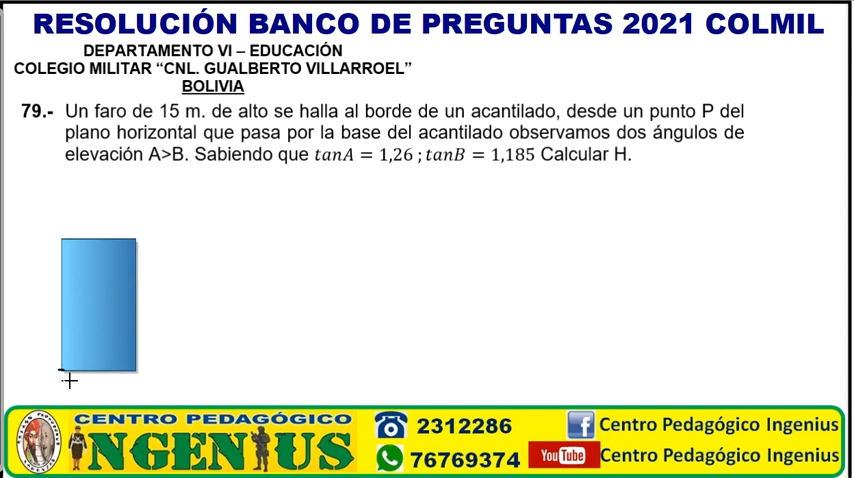 RESOLUCIÓN BANCO DE PREGUNTAS 2021 COLMIL
DEPARTAMENTO VI – EDUCACIÓN
COLEGIO MILITAR “CNL. GUALBERTO VILLARROEL”
BOLIVIA
79.- Un faro de 15 m. de alto se halla al borde de un acantilado, desde un punto P del
plano horizontal que pasa por la base del acantilado observamos dos ángulos de
elevación A>B. Sabiendo que tanA = 1,26 ; tanB = 1,185 Calcular H.
CENTRO PEDAGÓGICO
INGENIUS
2312286
76769374
Centro Pedagógico Ingenius
YouTube Centro Pedagógico Ingenius